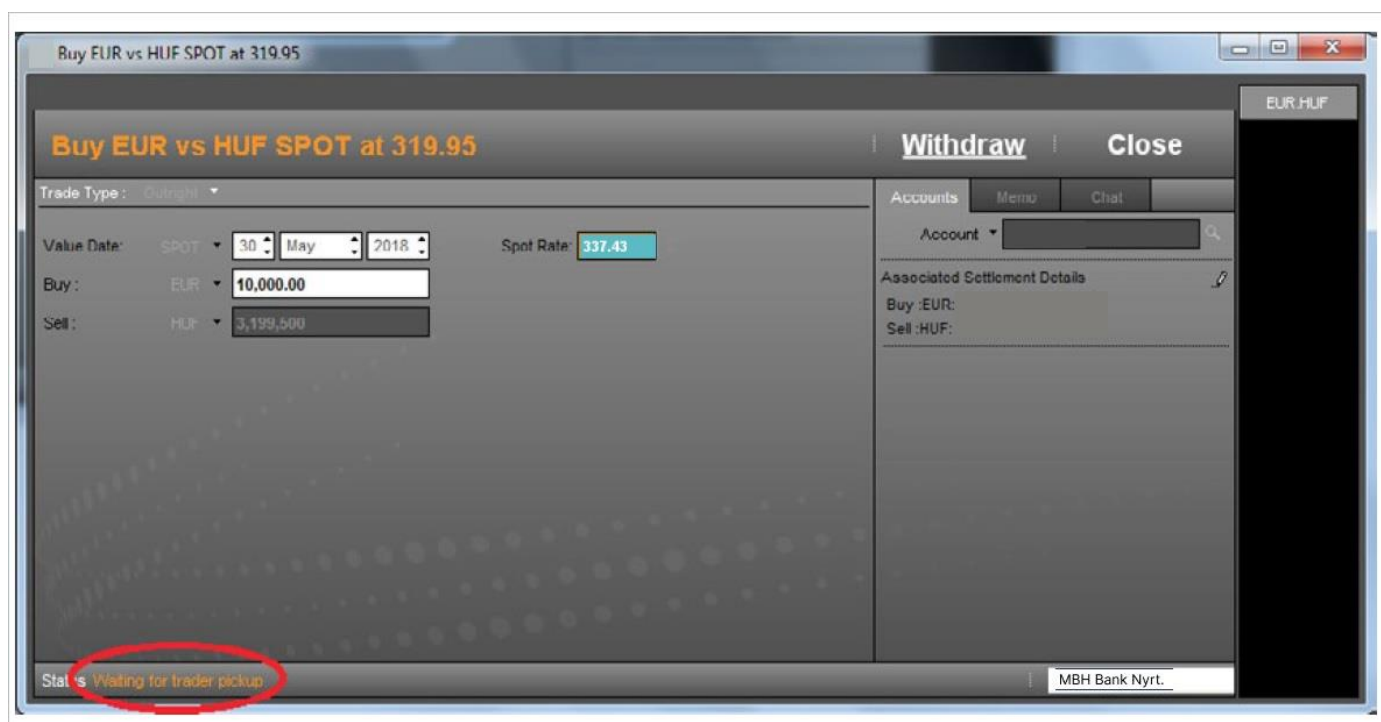 Buy EUR vs HUF SPOT at 319.95
EUR.HUF
Buy EUR vs HUF SPOT at 319.95
Withdraw
Close
Trade Type : Outright
Accounts Memo Chat
Account
Value Date: SPOT 30 May 2018 Spot Rate: 337.43
Buy : EUR 10,000.00
Sell : HUF 3,199,500
Associated Settlement Details
Buy :EUR:
Sell :HUF:
Status Waiting for trader pickup
MBH Bank Nyrt.